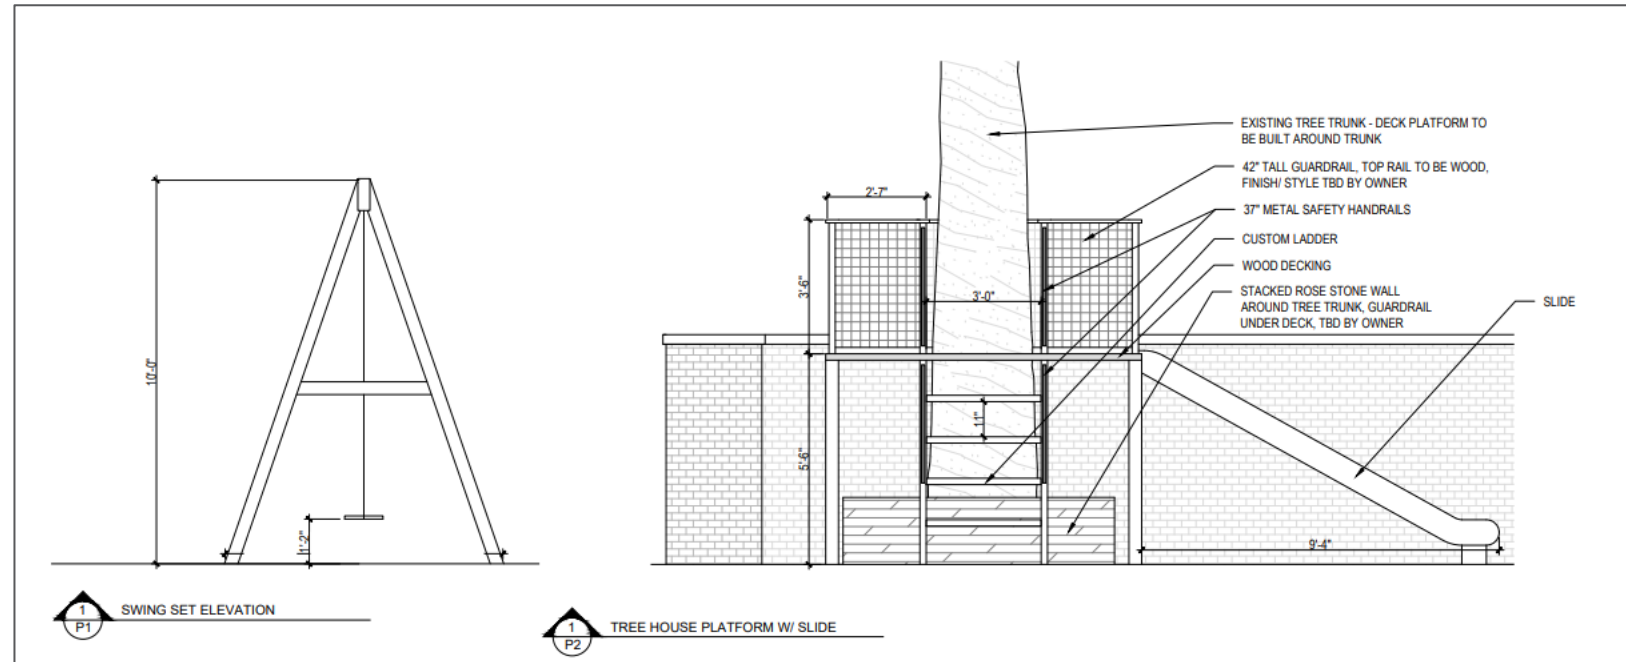 EXISTING TREE TRUNK - DECK PLATFORM TO
BE BUILT AROUND TRUNK
42" TALL GUARDRAIL, TOP RAIL TO BE WOOD,
FINISH/ STYLE TBD BY OWNER
37" METAL SAFETY HANDRAILS
CUSTOM LADDER
WOOD DECKING
STACKED ROSE STONE WALL
AROUND TREE TRUNK, GUARDRAIL
UNDER DECK, TBD BY OWNER
SLIDE
2'-7"
3'-6"
3'-0"
10'-0"
11"
5'-6"
1'-2"
9'-4"
1
P1
SWING SET ELEVATION
1
P2
TREE HOUSE PLATFORM W/ SLIDE